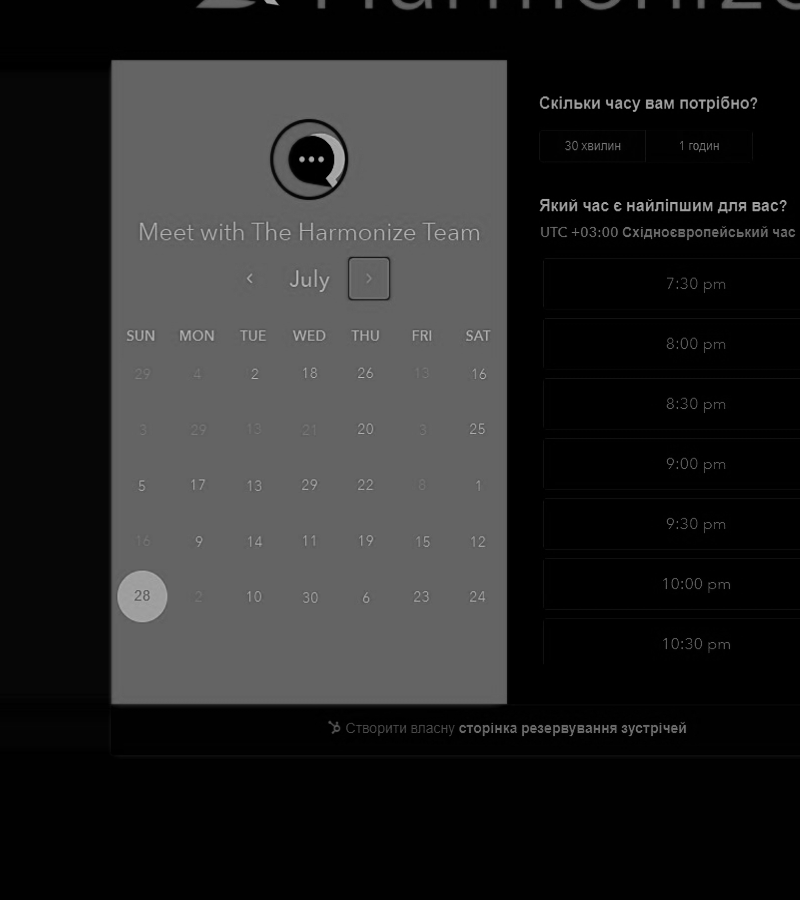 Harmonize
Meet with The Harmonize Team
July
SUN MON TUE WED THU FRI SAT
29 4 2 18 26 13 16
3 29 13 21 20 3 25
5 17 13 29 22 8 1
16 9 14 11 19 15 12
28 2 10 30 6 23 24
Скільки часу вам потрібно?
30 хвилин 1 годин
Який час є найліпшим для вас?
UTC +03:00 Східноєвропейський час
7:30 pm
8:00 pm
8:30 pm
9:00 pm
9:30 pm
10:00 pm
10:30 pm
Створити власну сторінка резервування зустрічей